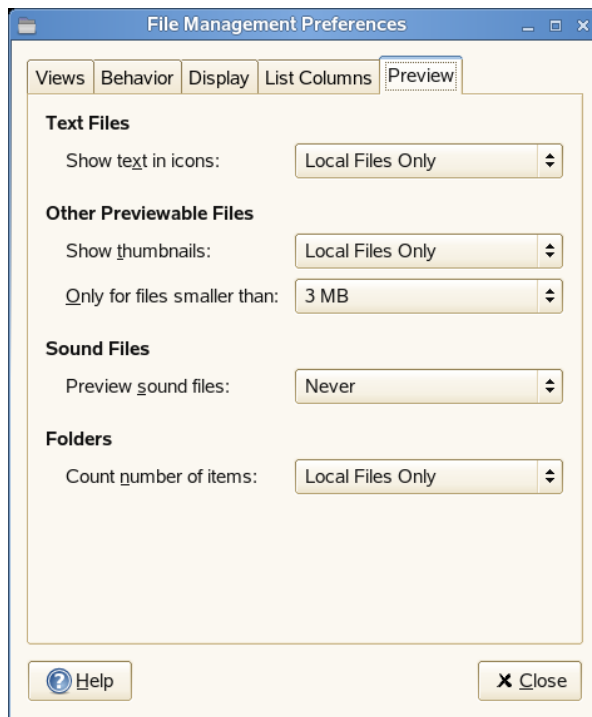 File Management Preferences
Views Behavior Display List Columns Preview
Text Files
Show text in icons: Local Files Only
Other Previewable Files
Show thumbnails: Local Files Only
Only for files smaller than: 3 MB
Sound Files
Preview sound files: Never
Folders
Count number of items: Local Files Only
Help Close